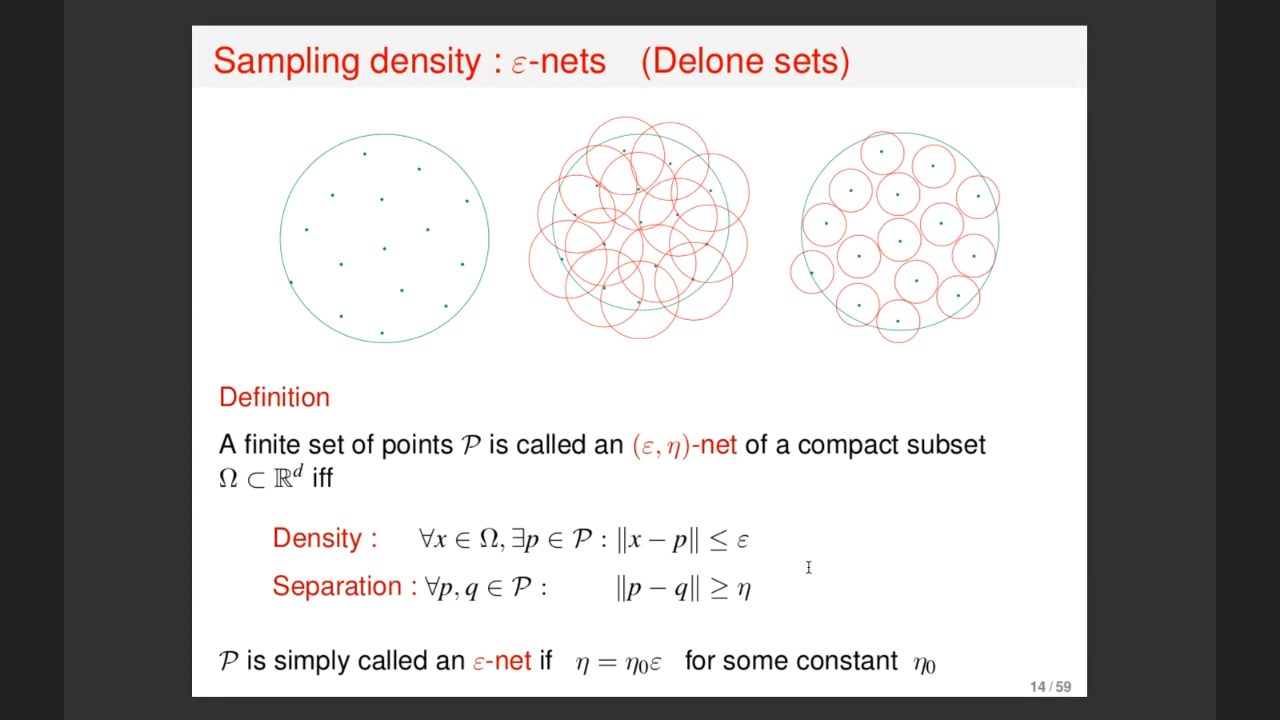 Sampling density : ε-nets (Delone sets)
Definition
A finite set of points 𝒫 is called an (ε, η)-net of a compact subset
Ω ⊂ ℝᵈ iff
Density : ∀x ∈ Ω, ∃p ∈ 𝒫 : ‖x − p‖ ≤ ε
Separation : ∀p, q ∈ 𝒫 : ‖p − q‖ ≥ η
𝒫 is simply called an ε-net if η = η₀ε for some constant η₀
14 / 59